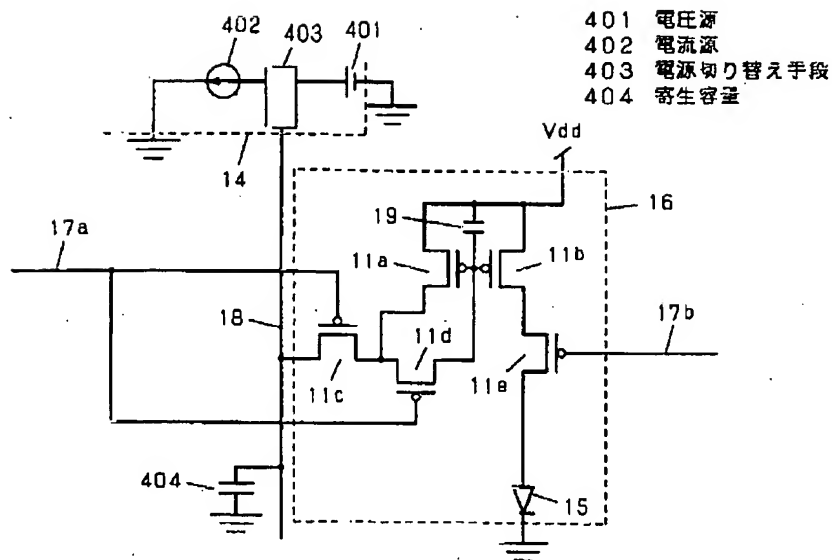 401 電圧源
402 電流源
403 電源切り替え手段
404 寄生容量
402
403
401
14
Vdd
16
17a
19
11a
11b
18
11d
17b
11c
11e
404
15